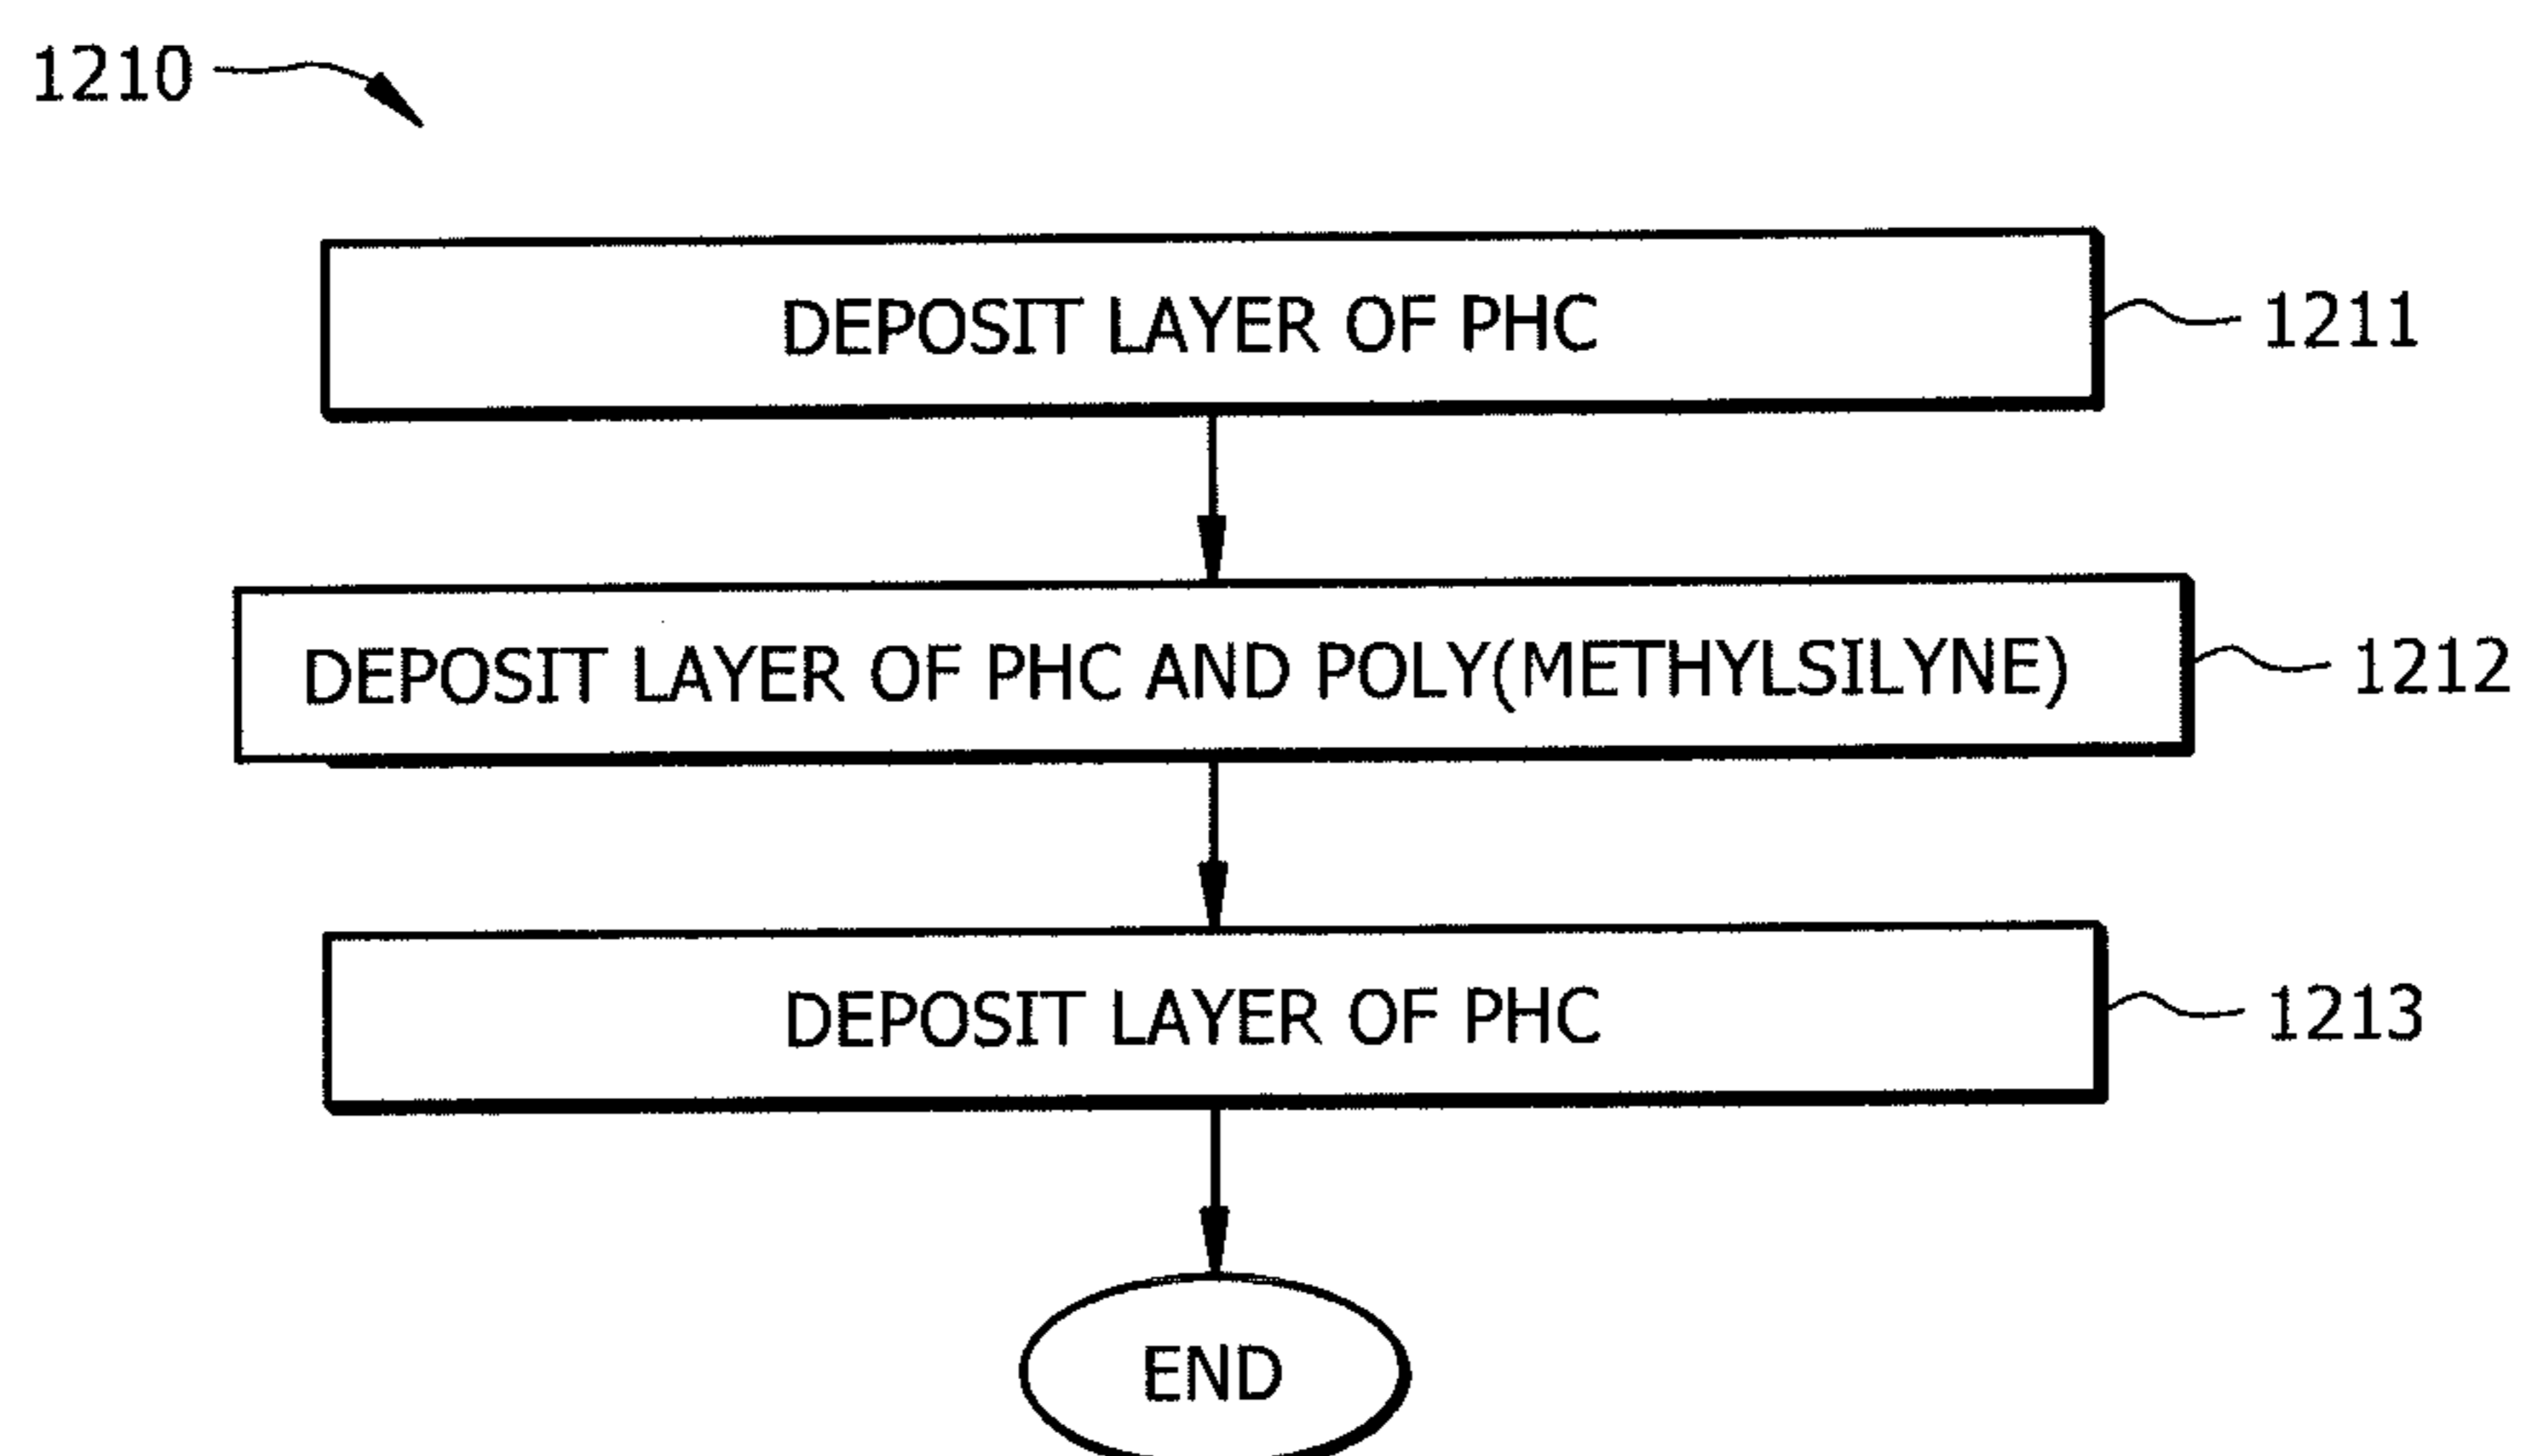 1210
DEPOSIT LAYER OF PHC
1211
DEPOSIT LAYER OF PHC AND POLY(METHYLSILYNE)
1212
DEPOSIT LAYER OF PHC
1213
END